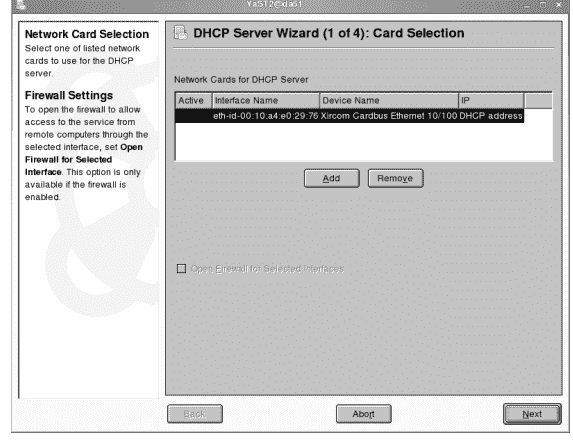 YaST2@da51
Network Card Selection
Select one of listed network
cards to use for the DHCP
server.
Firewall Settings
To open the firewall to allow
access to the service from
remote computers through the
selected interface, set Open
Firewall for Selected
Interface. This option is only
available if the firewall is
enabled.
DHCP Server Wizard (1 of 4): Card Selection
Network Cards for DHCP Server
Active Interface Name Device Name IP
eth-id-00:10:a4:e0:29:76 Xircom Cardbus Ethernet 10/100 DHCP address
Add Remove
Open Firewall for Selected Interfaces
Back Abort Next